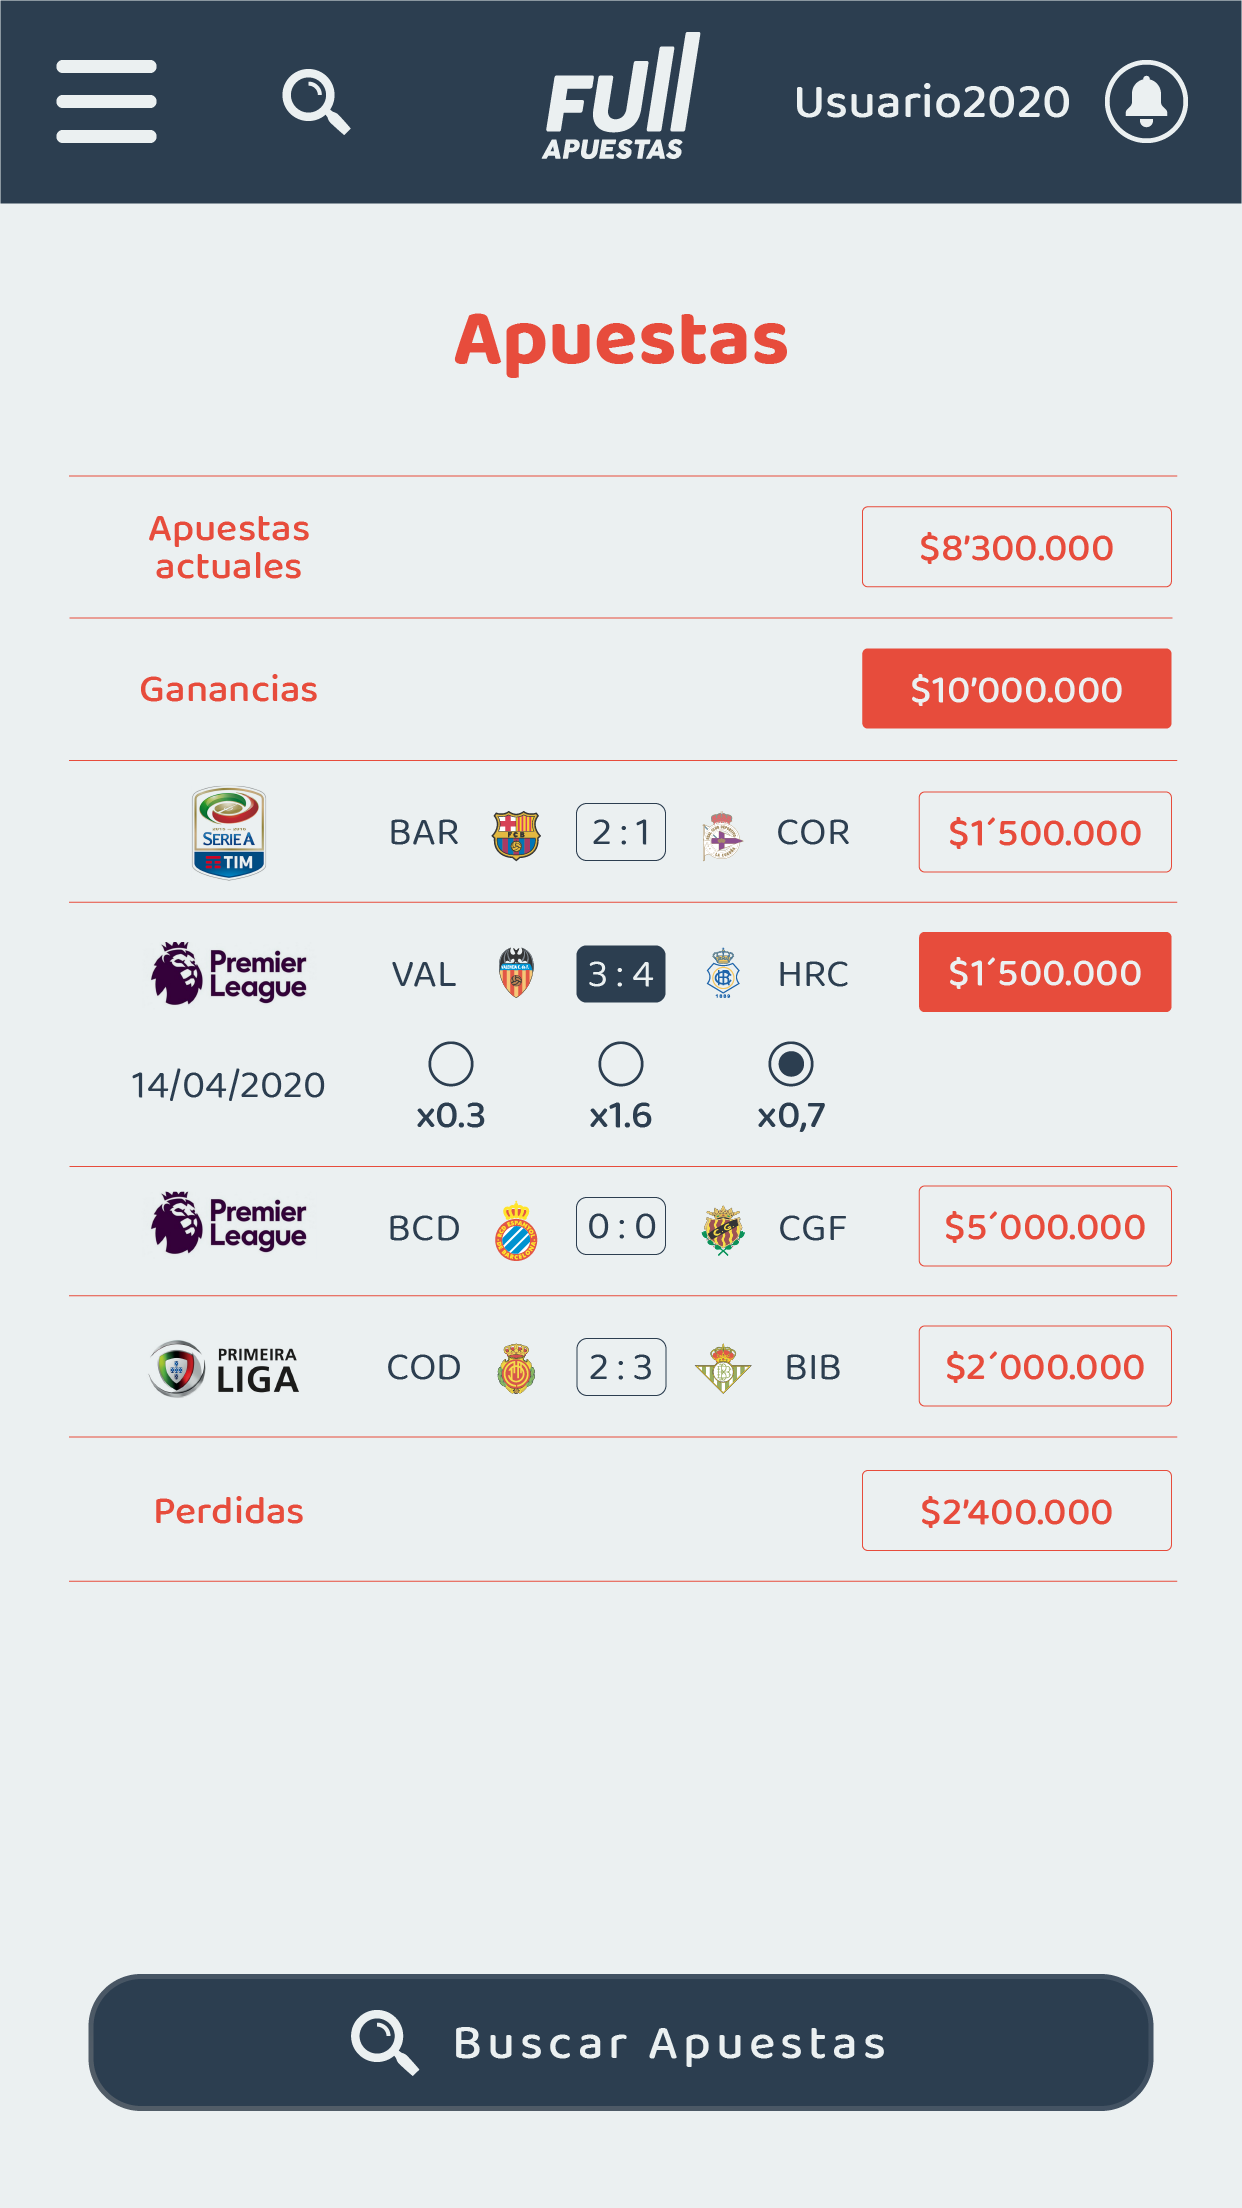 FUll
APUESTAS
Usuario2020
Apuestas
Apuestas
actuales
$8'300.000
Ganancias
$10'000.000
SERIE A
TIM
BAR
FCB
2 : 1
COR
$1´500.000
Premier
League
VAL
3 : 4
HRC
$1´500.000
14/04/2020
x0.3
x1.6
x0,7
Premier
League
BCD
0 : 0
CGF
$5´000.000
PRIMEIRA
LIGA
COD
2 : 3
BIB
$2´000.000
Perdidas
$2'400.000
Buscar Apuestas